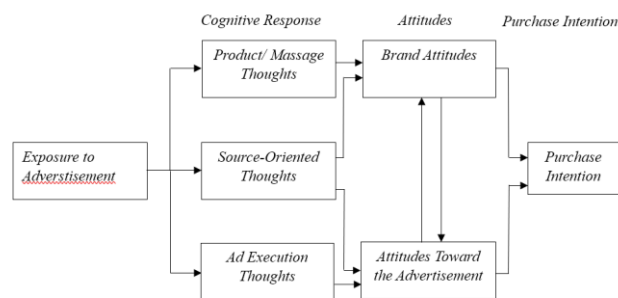 Cognitive Response
Attitudes
Purchase Intention
Product/ Massage
Thoughts
Brand Attitudes
Exposure to
Adverstisement
Source-Oriented
Thoughts
Purchase
Intention
Ad Execution
Thoughts
Attitudes Toward
the Advertisement